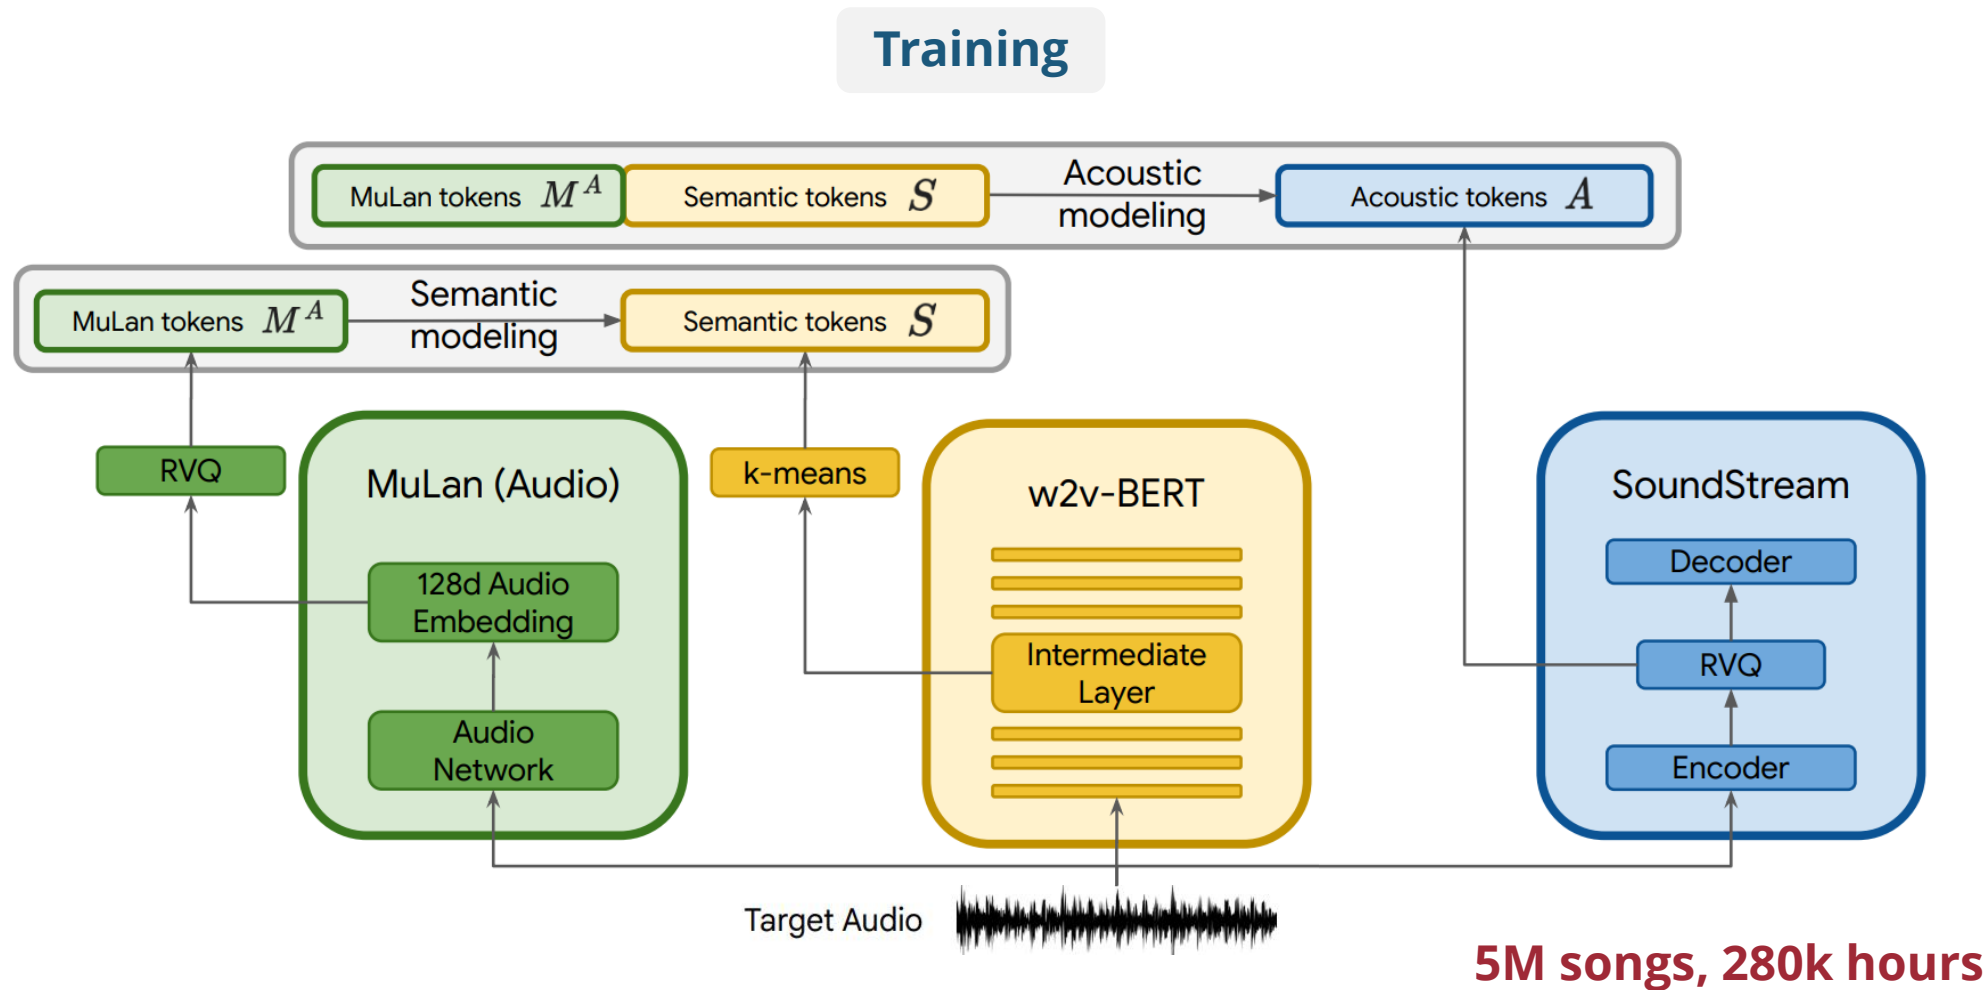 Training
MuLan tokens M^A
Semantic tokens S
Acoustic
modeling
Acoustic tokens A
MuLan tokens M^A
Semantic
modeling
Semantic tokens S
RVQ
MuLan (Audio)
128d Audio
Embedding
Audio
Network
k-means
w2v-BERT
Intermediate
Layer
SoundStream
Decoder
RVQ
Encoder
Target Audio
5M songs, 280k hours